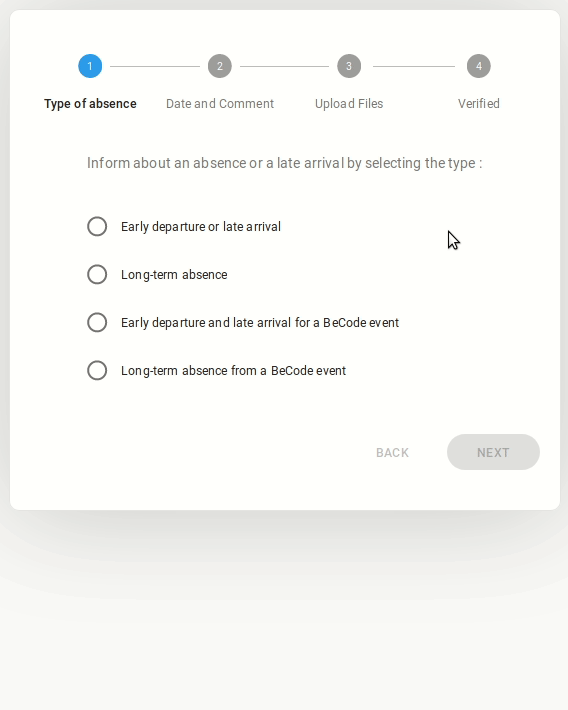 1 2 3 4
Type of absence Date and Comment Upload Files Verified
Inform about an absence or a late arrival by selecting the type :
Early departure or late arrival
Long-term absence
Early departure and late arrival for a BeCode event
Long-term absence from a BeCode event
BACK NEXT